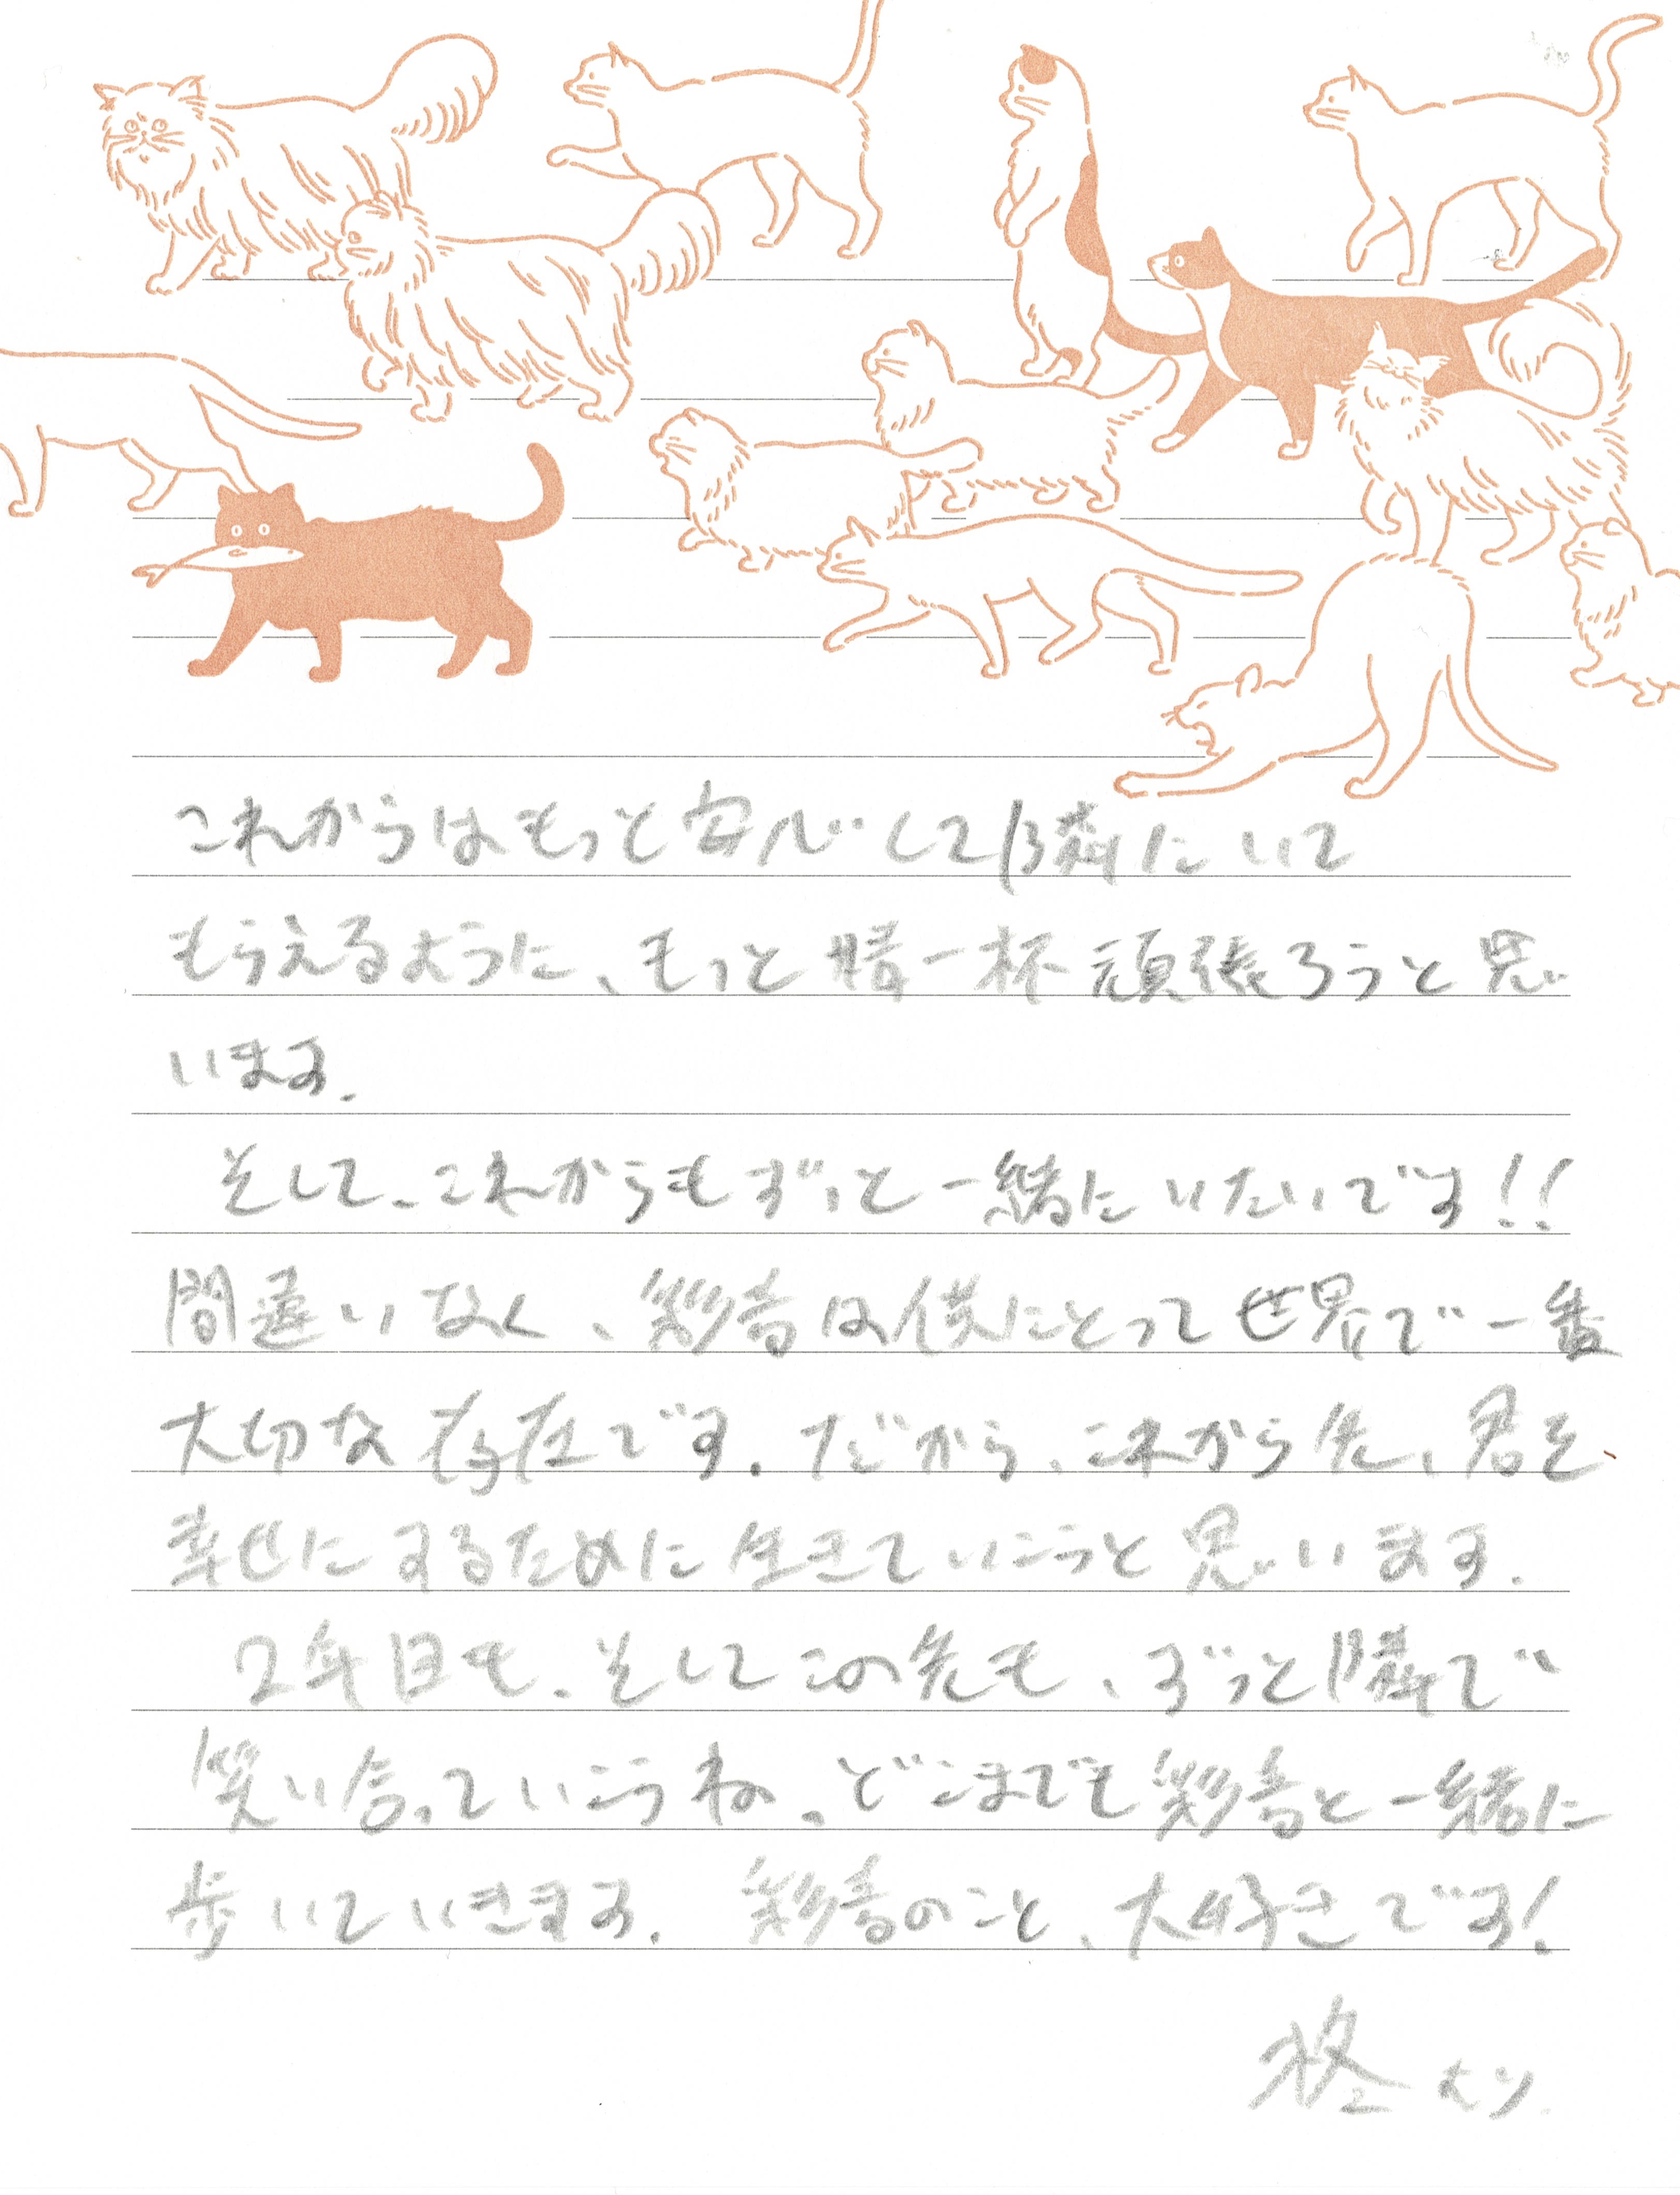 これからはもっと安心して隣にいて
もらえるように、もっと精一杯頑張ろうと思
います.
そして、これからもずっと一緒にいたいです!!
間違いなく、彩音は僕にとって世界で一番
大切な存在です.だから、これから先、君を
幸せにするために生きていこうと思います.
2年目も、そしてこの先も、ずっと隣で
笑い合っていこうね、どこまでも彩音と一緒に
歩いていきます. 彩音のこと、大好きです!
柊より.